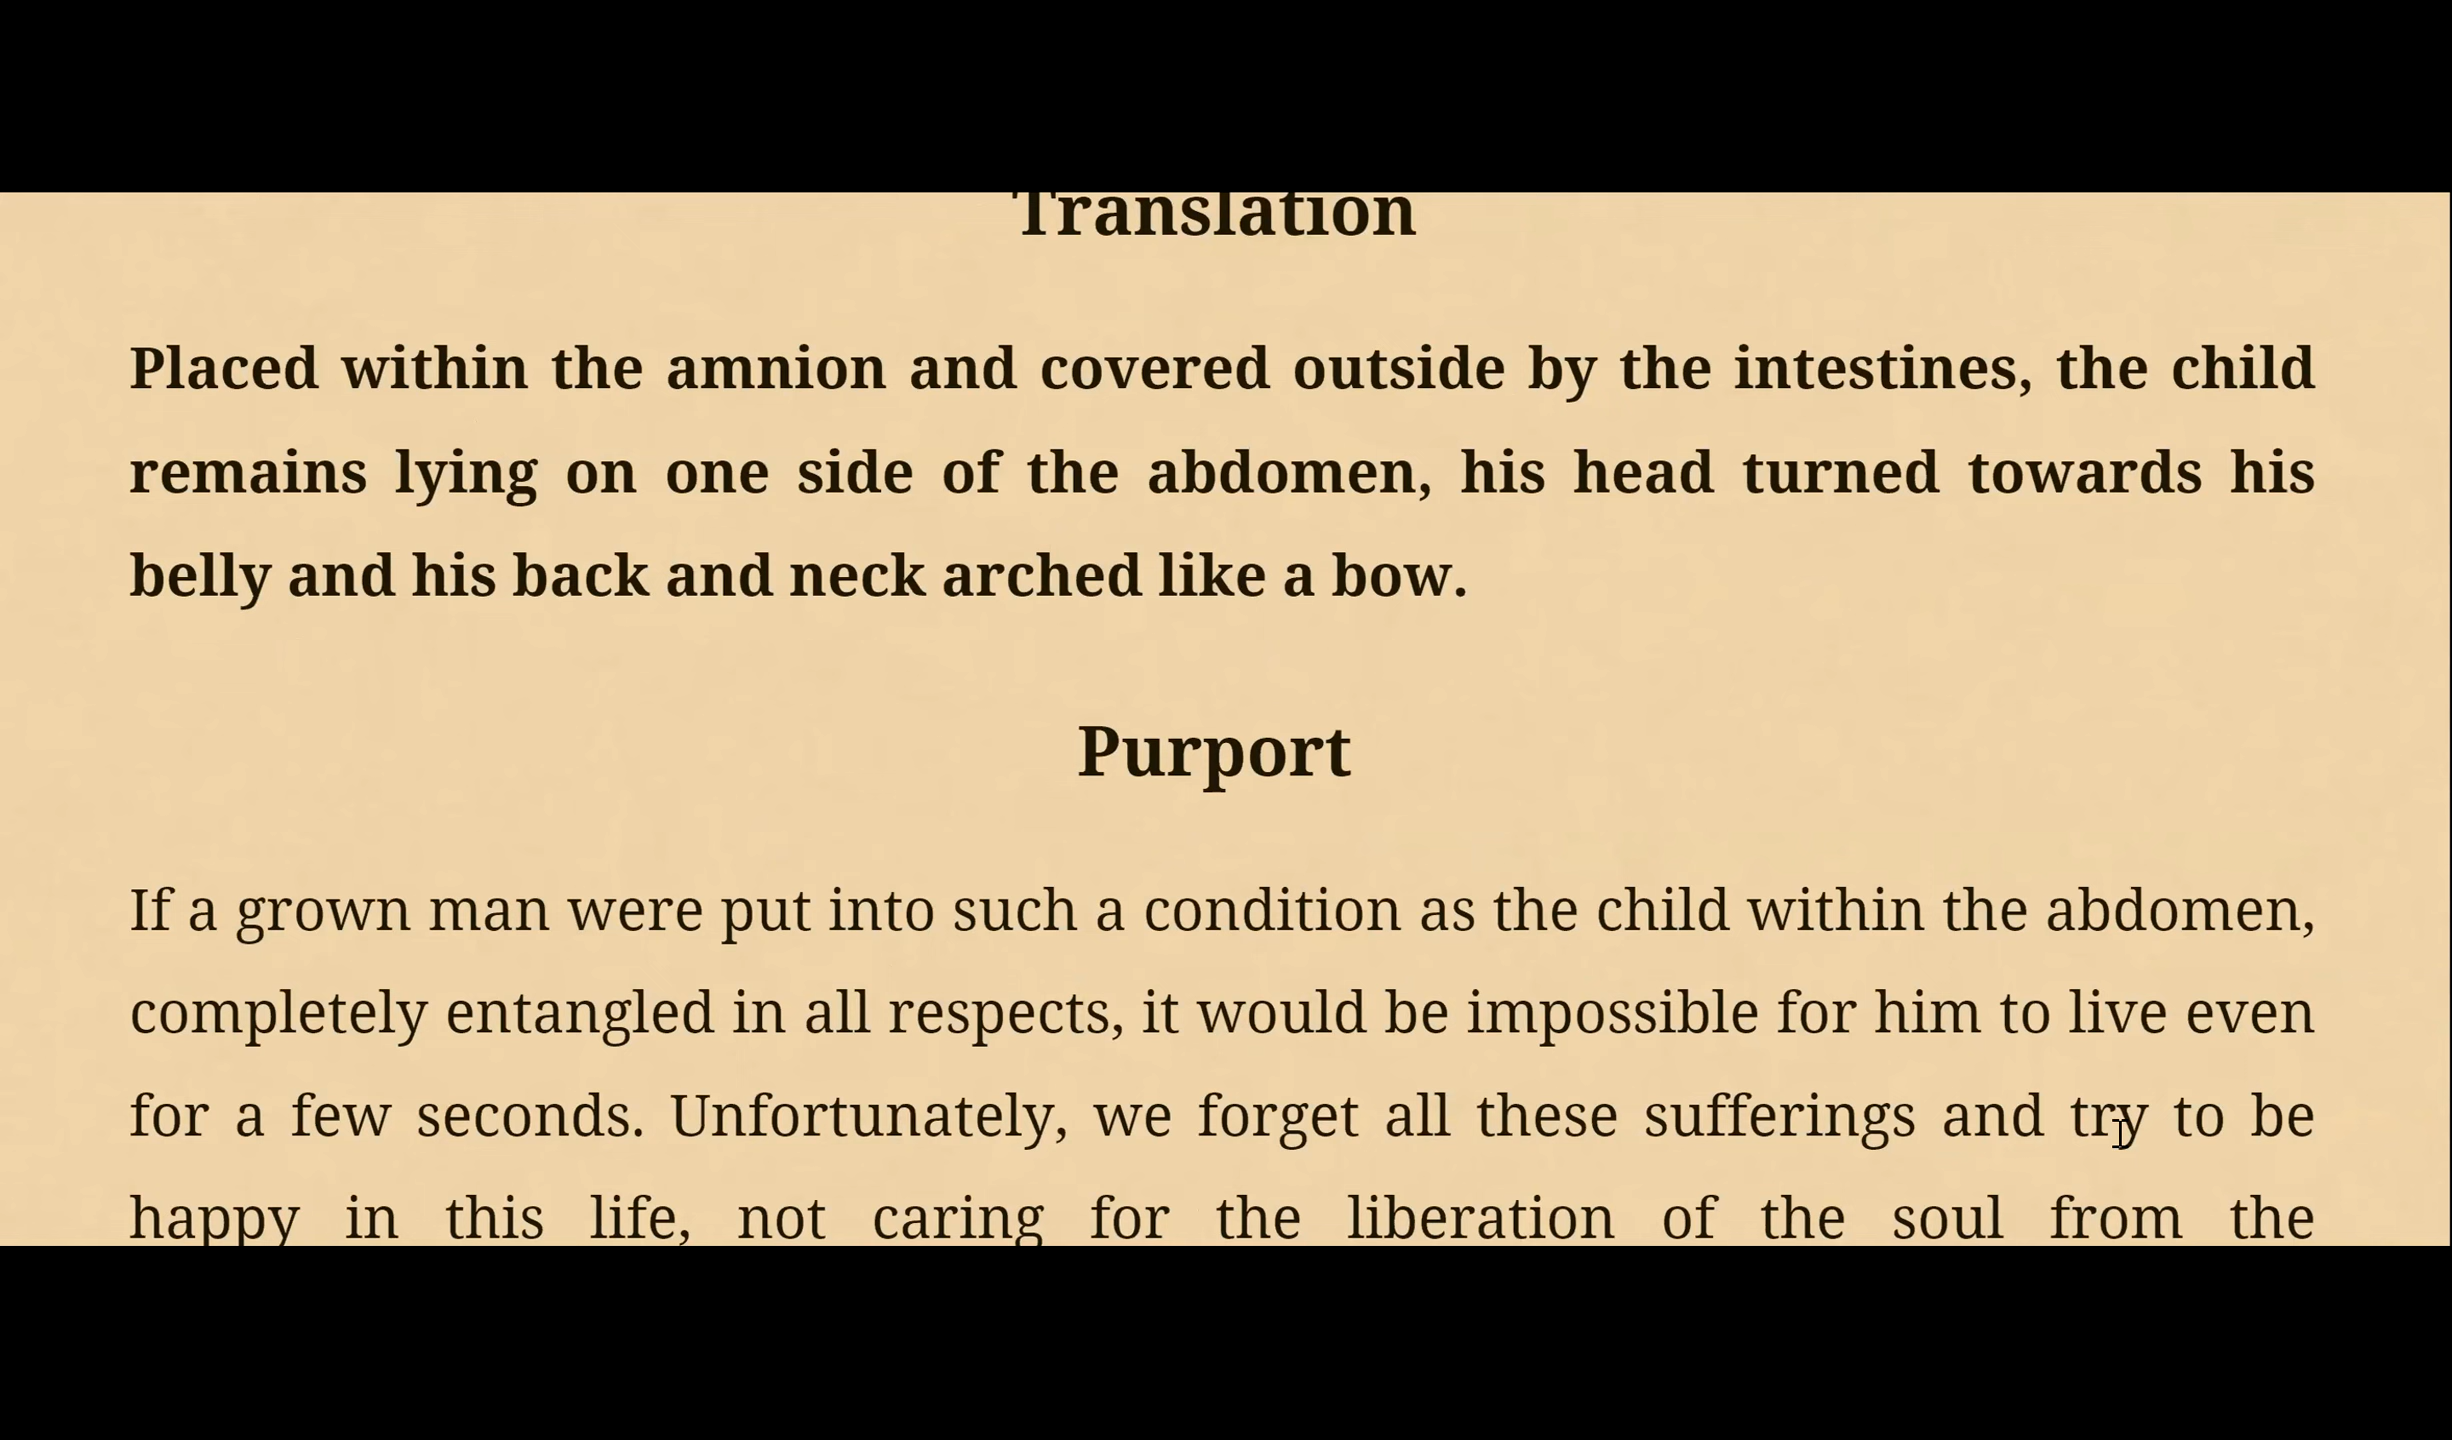 Translation
Placed within the amnion and covered outside by the intestines, the child
remains lying on one side of the abdomen, his head turned towards his
belly and his back and neck arched like a bow.
Purport
If a grown man were put into such a condition as the child within the abdomen,
completely entangled in all respects, it would be impossible for him to live even
for a few seconds. Unfortunately, we forget all these sufferings and try to be
happy in this life, not caring for the liberation of the soul from the